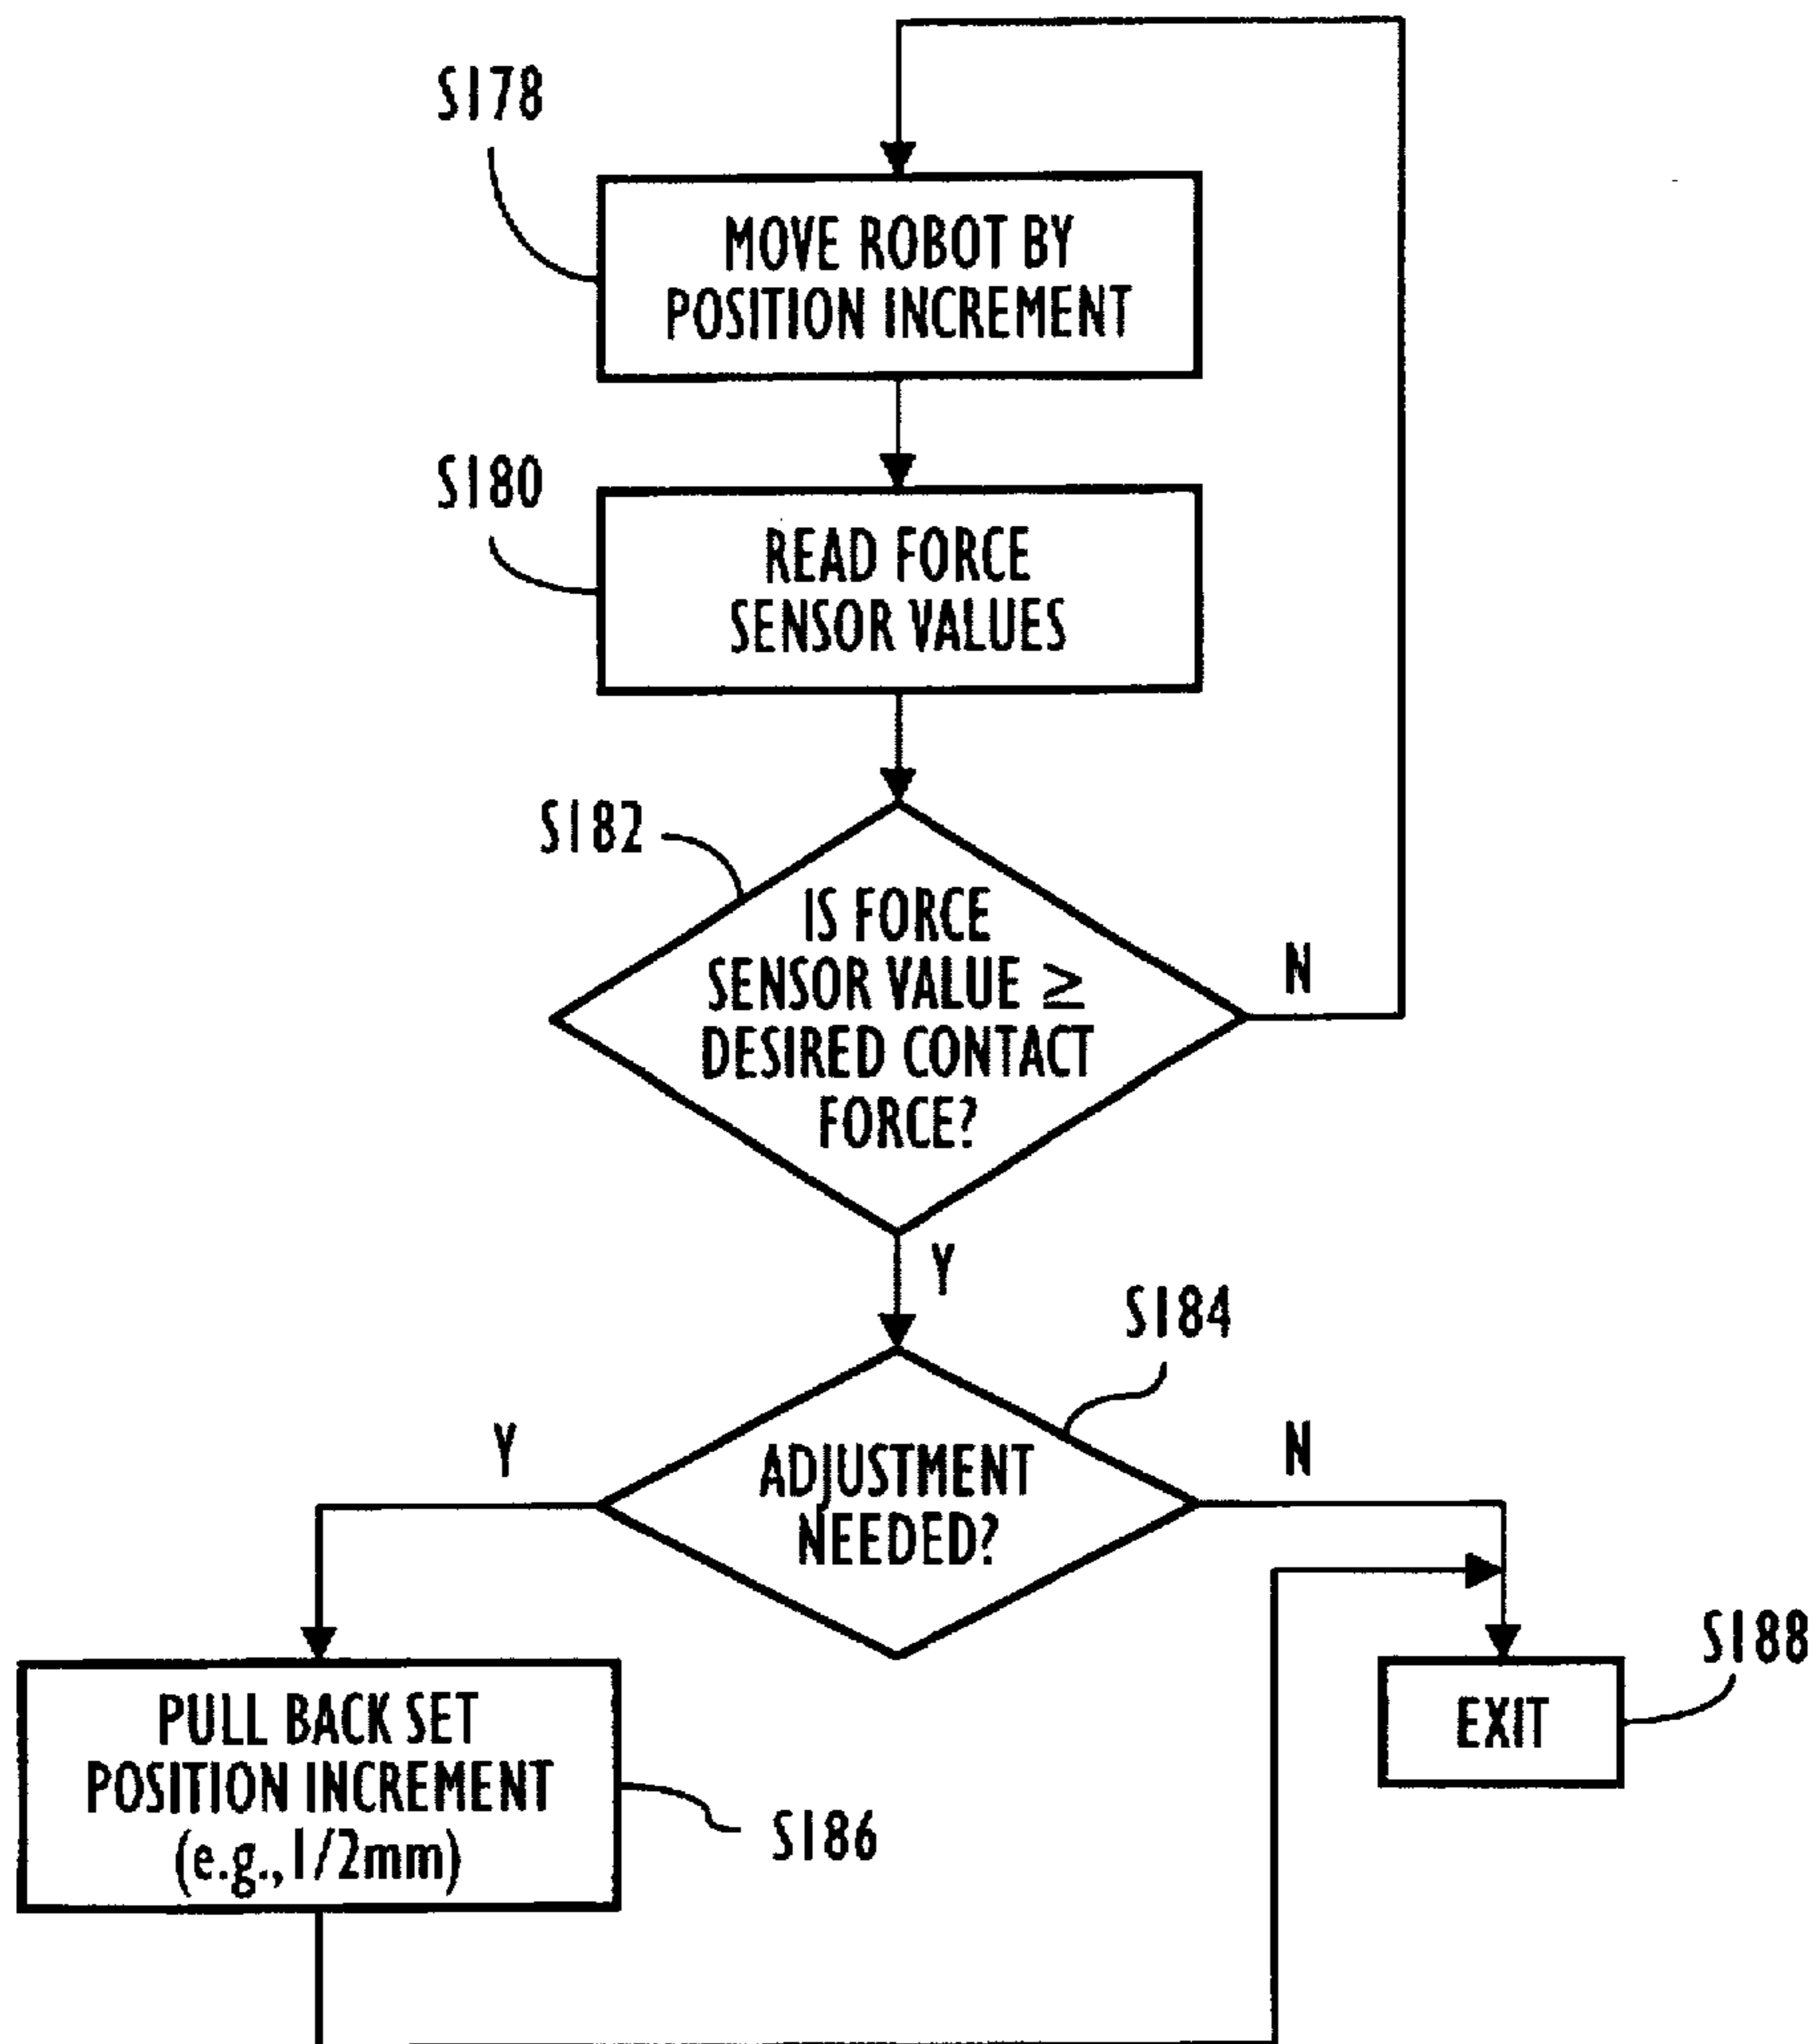 S178
MOVE ROBOT BY
POSITION INCREMENT
S180
READ FORCE
SENSOR VALUES
S182
IS FORCE
SENSOR VALUE ≥
DESIRED CONTACT
FORCE?
N
Y
S184
Y
ADJUSTMENT
NEEDED?
N
S188
EXIT
PULL BACK SET
POSITION INCREMENT
(e.g., 1/2mm)
S186